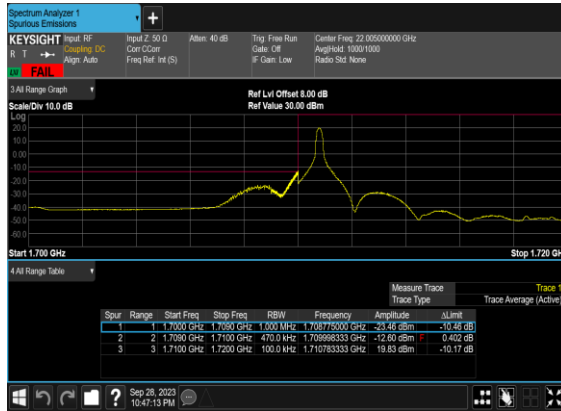 Spectrum Analyzer 1
Spurious Emissions
KEYSIGHT Input: RF Input Z: 50 Ω Atten: 40 dB Trig: Free Run Center Freq: 22.005000000 GHz
R T Coupling: DC Corr CCorr Gate: Off Avg|Hold: 1000/1000
Align: Auto Freq Ref: Int (S) IF Gain: Low Radio Std: None
FAIL
3 All Range Graph
Ref Lvl Offset 8.00 dB
Scale/Div 10.0 dB Ref Value 30.00 dBm
Log
20.0
10.0
0.00
-10.0
-20.0
-30.0
-40.0
-50.0
-60.0
Start 1.700 GHz Stop 1.720 GH
4 All Range Table
Measure Trace Trace 1
Trace Type Trace Average (Active)
Spur Range Start Freq Stop Freq RBW Frequency Amplitude ΔLimit
1 1 1.7000 GHz 1.7090 GHz 1.000 MHz 1.708775000 GHz -23.46 dBm -10.46 dB
2 2 1.7090 GHz 1.7100 GHz 470.0 kHz 1.709998333 GHz -12.60 dBm F 0.402 dB
3 3 1.7100 GHz 1.7200 GHz 100.0 kHz 1.710783333 GHz 19.83 dBm -10.17 dB
Sep 28, 2023
10:47:13 PM